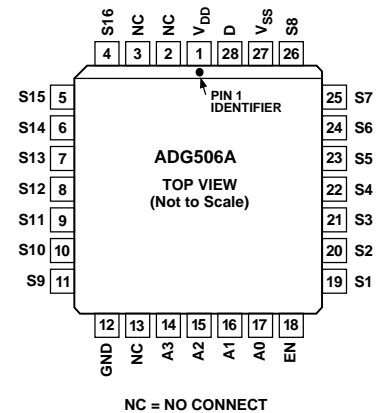 S16 NC NC VDD D VSS S8
4 3 2 1 28 27 26
PIN 1
IDENTIFIER
S15 5
S14 6
S13 7
S12 8
S11 9
S10 10
S9 11
ADG506A
TOP VIEW
(Not to Scale)
25 S7
24 S6
23 S5
22 S4
21 S3
20 S2
19 S1
12 13 14 15 16 17 18
GND NC A3 A2 A1 A0 EN
NC = NO CONNECT